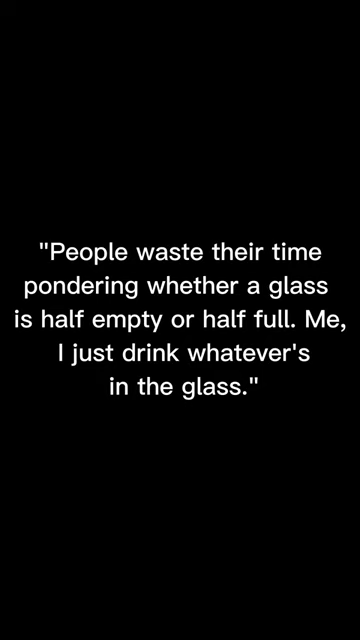 "People waste their time
pondering whether a glass
is half empty or half full. Me,
I just drink whatever's
in the glass."